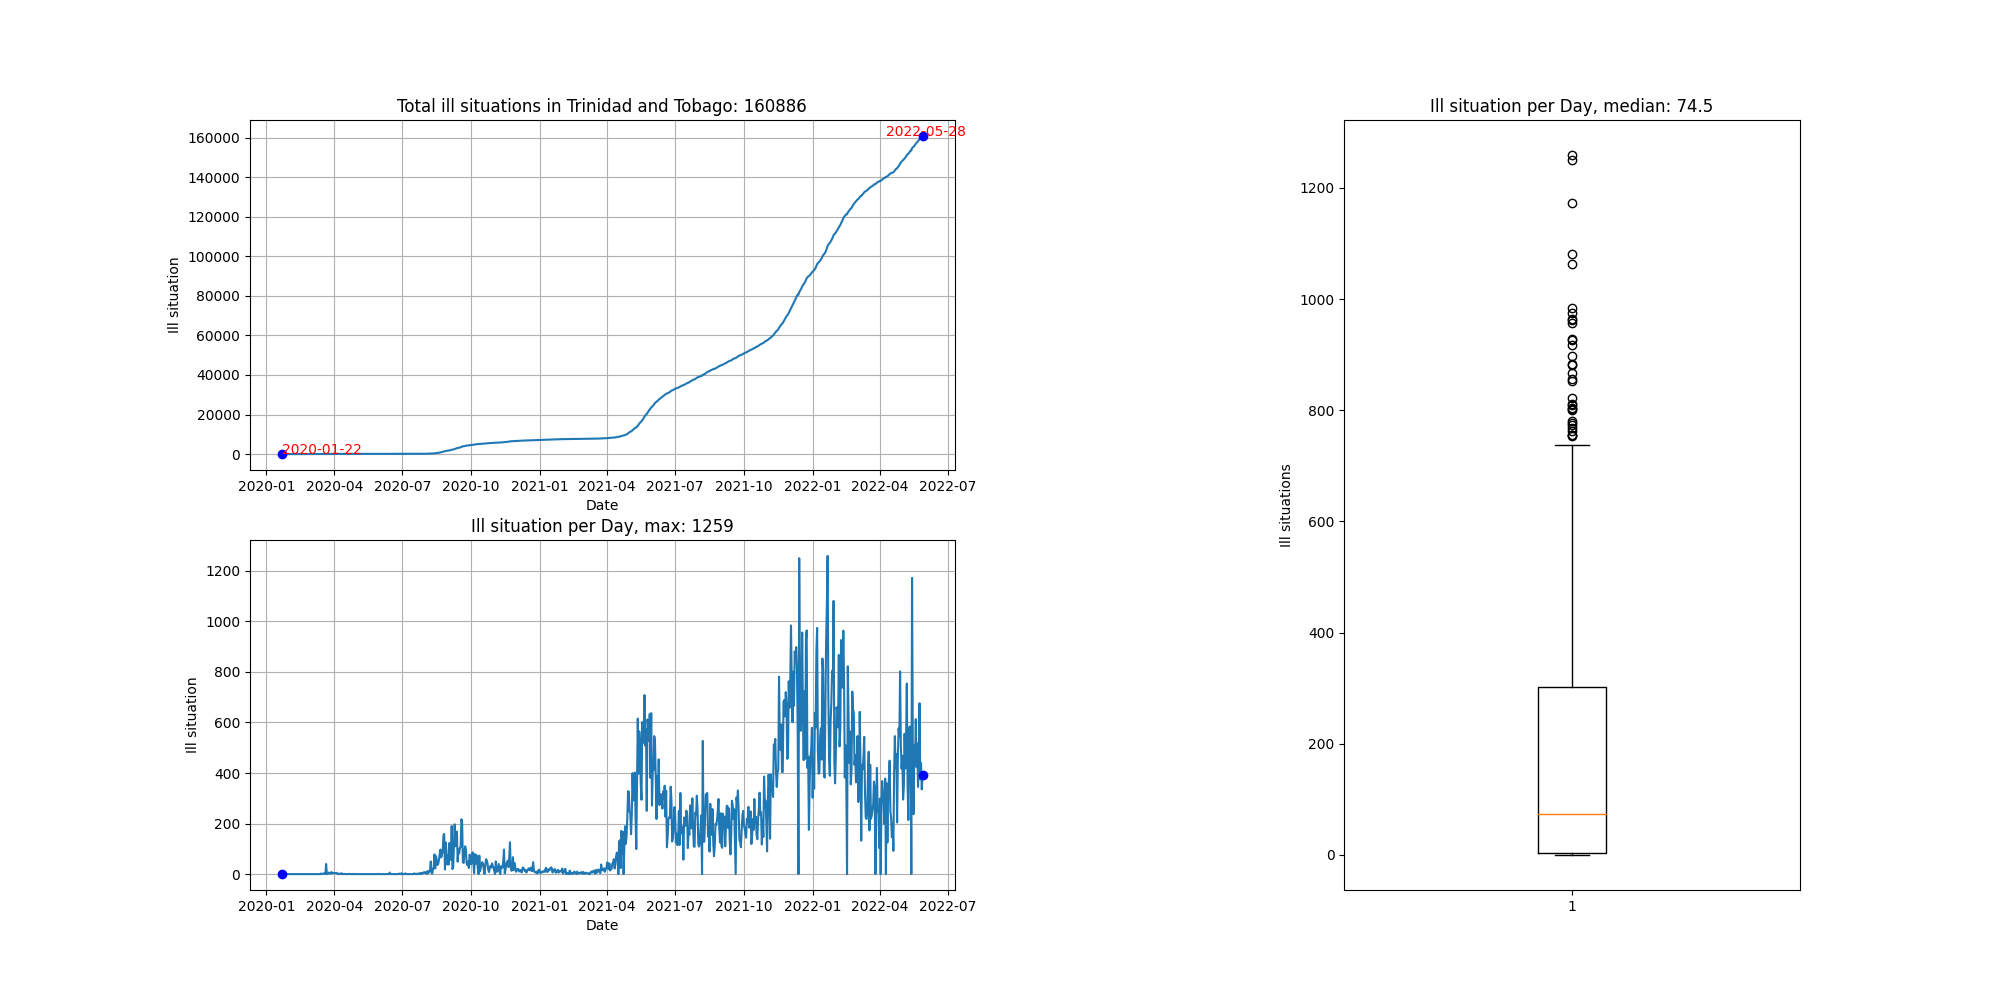 Total ill situations in Trinidad and Tobago: 160886
160000
140000
120000
100000
80000
60000
40000
20000
0
Ill situation
2022-05-28
2020-01-22
2020-01 2020-04 2020-07 2020-10 2021-01 2021-04 2021-07 2021-10 2022-01 2022-04 2022-07
Date
Ill situation per Day, max: 1259
1200
1000
800
600
400
200
0
Ill situation
2020-01 2020-04 2020-07 2020-10 2021-01 2021-04 2021-07 2021-10 2022-01 2022-04 2022-07
Date
Ill situation per Day, median: 74.5
1200
1000
800
600
400
200
0
Ill situations
1